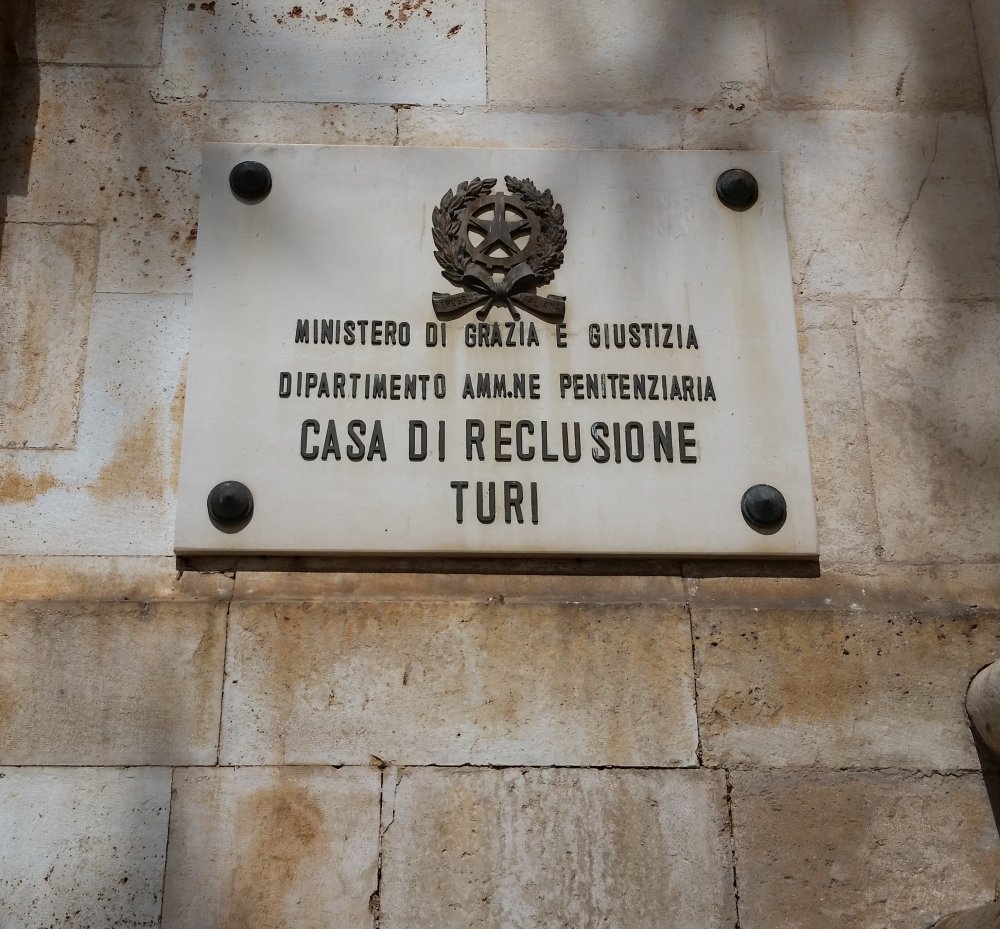 MINISTERO DI GRAZIA E GIUSTIZIA
DIPARTIMENTO AMM.NE PENITENZIARIA
CASA DI RECLUSIONE
TURI